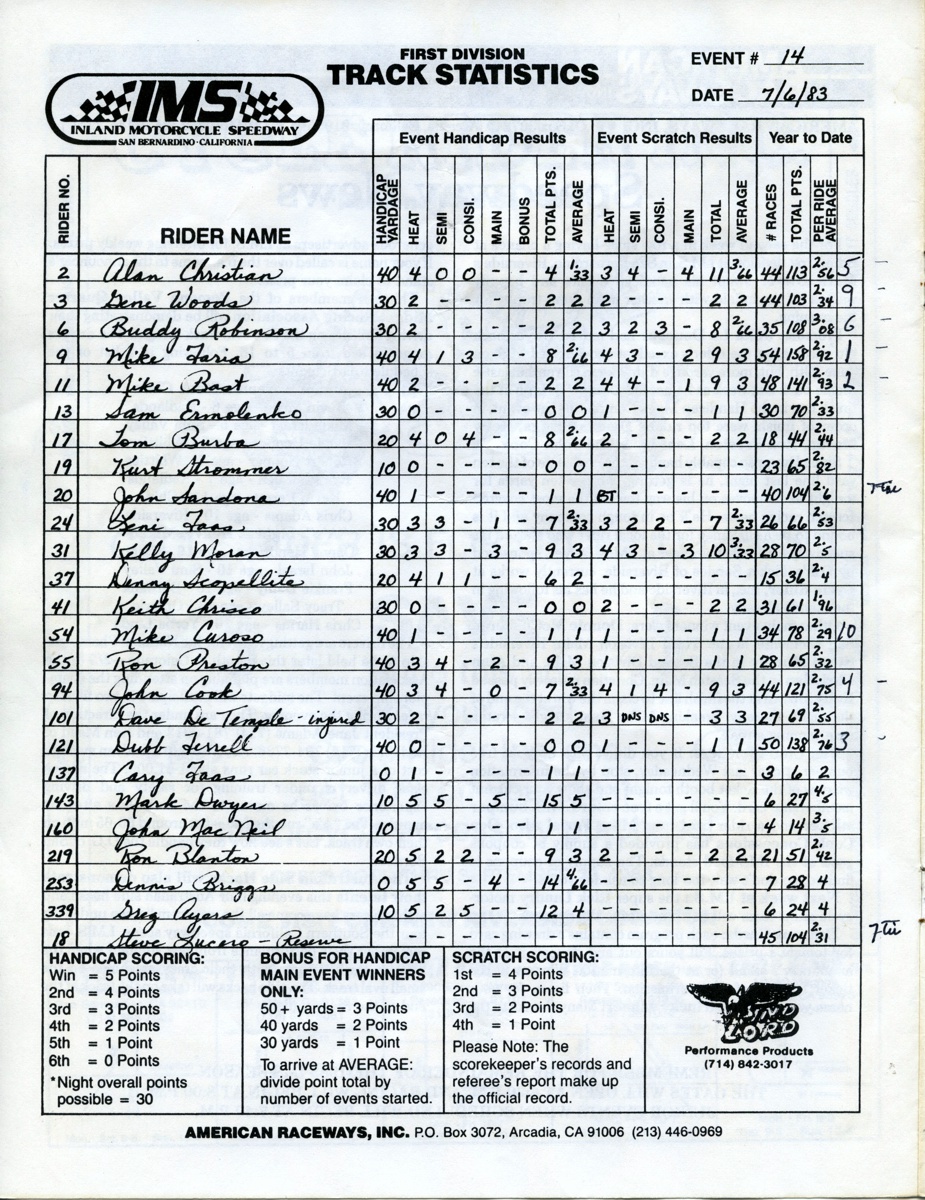 FIRST DIVISION
TRACK STATISTICS
EVENT # 14
DATE 7/6/83
IMS
INLAND MOTORCYCLE SPEEDWAY
SAN BERNARDINO · CALIFORNIA
Event Handicap Results Event Scratch Results Year to Date
RIDER NO. RIDER NAME HANDICAP YARDAGE HEAT SEMI CONSI. MAIN BONUS TOTAL PTS. AVERAGE HEAT SEMI CONSI. MAIN TOTAL AVERAGE # RACES TOTAL PTS. PER RIDE AVERAGE
2 Alan Christian 40 4 0 0 - - 4 1.33 3 4 - 4 11 3.66 44 113 2.56 5 -
3 Gene Woods 30 2 - - - - 2 2 2 - - - 2 2 44 103 2.34 9
6 Buddy Robinson 30 2 - - - - 2 2 3 2 3 - 8 2.66 35 108 3.08 6 -
9 Mike Faria 40 4 1 3 - - 8 2.66 4 3 - 2 9 3 54 158 2.92 1 -
11 Mike Bast 40 2 - - - - 2 2 4 4 - 1 9 3 48 141 2.93 2 -
13 Sam Ermolenko 30 0 - - - - 0 0 1 - - - 1 1 30 70 2.33
17 Tom Burba 20 4 0 4 - - 8 2.66 2 - - - 2 2 18 44 2.44
19 Kurt Strommer 10 0 - - - - 0 0 - - - - - - 23 65 2.82
20 John Sandona 40 1 - - - - 1 1 BT - - - - - 40 104 2.6
24 Leni Faas 30 3 3 - 1 - 7 2.33 3 2 2 - 7 2.33 26 66 2.53
31 Kelly Moran 30 3 3 - 3 - 9 3 4 3 - 3 10 3.33 28 70 2.5 -
37 Denny Scopellite 20 4 1 1 - - 6 2 - - - - - - 15 36 2.4
41 Keith Chrisco 30 0 - - - - 0 0 2 - - - 2 2 31 61 1.96
54 Mike Curoso 40 1 - - - - 1 1 1 - - - 1 1 34 78 2.29 10
55 Ron Preston 40 3 4 - 2 - 9 3 1 - - - 1 1 28 65 2.32
94 John Cook 40 3 4 - 0 - 7 2.33 4 1 4 - 9 3 44 121 2.75 4 -
101 Dave De Temple - injured 30 2 - - - - 2 2 3 DNS DNS - 3 3 27 69 2.55
121 Dubb Ferrell 40 0 - - - - 0 0 1 - - - 1 1 50 138 2.76 3 -
137 Cary Faas 0 1 - - - - 1 1 - - - - - - 3 6 2
143 Mark Dwyer 10 5 5 - 5 - 15 5 - - - - - - 6 27 4.5
160 John Mac Neil 10 1 - - - - 1 1 - - - - - - 4 14 3.5
219 Ron Blanton 20 5 2 2 - - 9 3 2 - - - 2 2 21 51 2.42
253 Dennis Briggs 0 5 5 - 4 - 14 4.66 - - - - - - 7 28 4
339 Greg Ayars 10 5 2 5 - - 12 4 - - - - - - 6 24 4
18 Steve Lucero - Reserve 45 104 2.31
HANDICAP SCORING:
Win = 5 Points
2nd = 4 Points
3rd = 3 Points
4th = 2 Points
5th = 1 Point
6th = 0 Points
*Night overall points
possible = 30
BONUS FOR HANDICAP
MAIN EVENT WINNERS
ONLY:
50+ yards = 3 Points
40 yards = 2 Points
30 yards = 1 Point
To arrive at AVERAGE:
divide point total by
number of events started.
SCRATCH SCORING:
1st = 4 Points
2nd = 3 Points
3rd = 2 Points
4th = 1 Point
Please Note: The
scorekeeper's records and
referee's report make up
the official record.
WIND LORD
Performance Products
(714) 842-3017
AMERICAN RACEWAYS, INC. P.O. Box 3072, Arcadia, CA 91006 (213) 446-0969